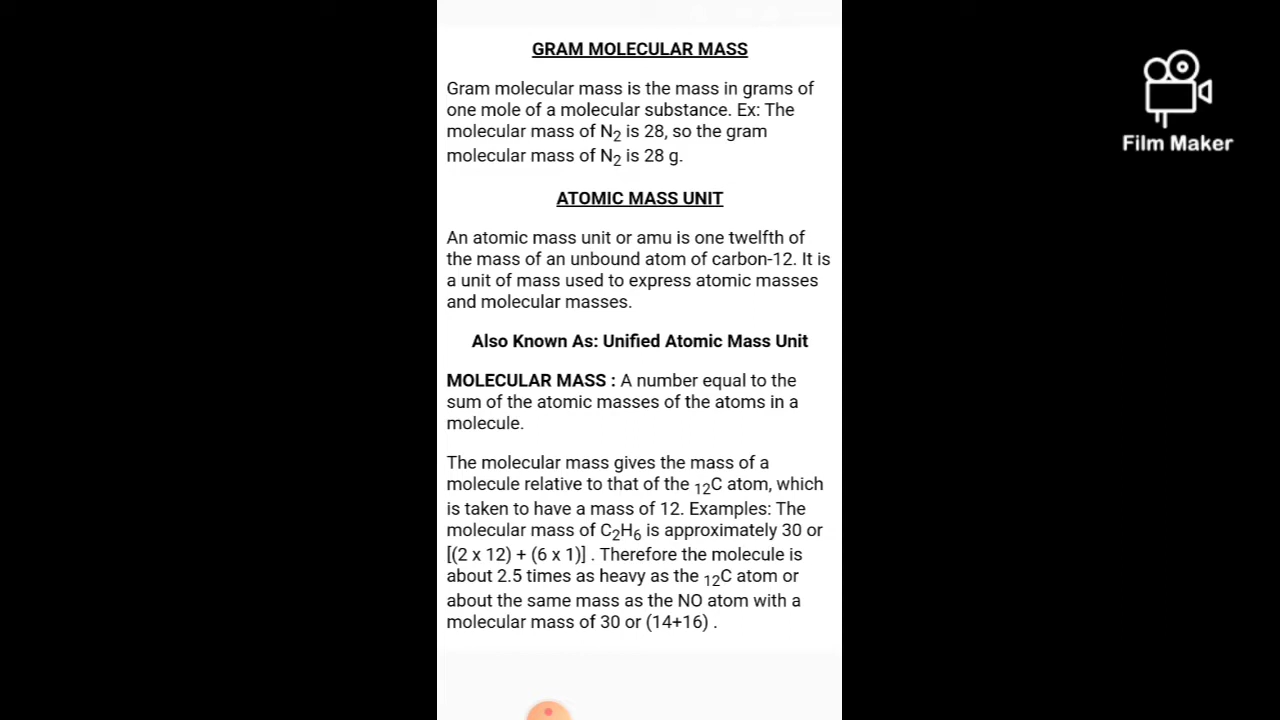 GRAM MOLECULAR MASS
Gram molecular mass is the mass in grams of
one mole of a molecular substance. Ex: The
molecular mass of N₂ is 28, so the gram
molecular mass of N₂ is 28 g.
ATOMIC MASS UNIT
An atomic mass unit or amu is one twelfth of
the mass of an unbound atom of carbon-12. It is
a unit of mass used to express atomic masses
and molecular masses.
Also Known As: Unified Atomic Mass Unit
MOLECULAR MASS : A number equal to the
sum of the atomic masses of the atoms in a
molecule.
The molecular mass gives the mass of a
molecule relative to that of the ₁₂C atom, which
is taken to have a mass of 12. Examples: The
molecular mass of C₂H₆ is approximately 30 or
[(2 x 12) + (6 x 1)] . Therefore the molecule is
about 2.5 times as heavy as the ₁₂C atom or
about the same mass as the NO atom with a
molecular mass of 30 or (14+16) .
Film Maker